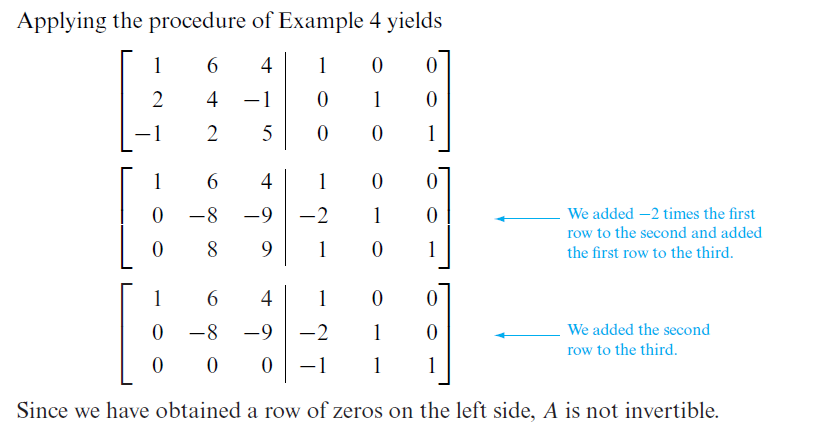 Applying the procedure of Example 4 yields
1 6 4 | 1 0 0
2 4 −1 | 0 1 0
−1 2 5 | 0 0 1
1 6 4 | 1 0 0
0 −8 −9 | −2 1 0
0 8 9 | 1 0 1
We added −2 times the first
row to the second and added
the first row to the third.
1 6 4 | 1 0 0
0 −8 −9 | −2 1 0
0 0 0 | −1 1 1
We added the second
row to the third.
Since we have obtained a row of zeros on the left side, A is not invertible.